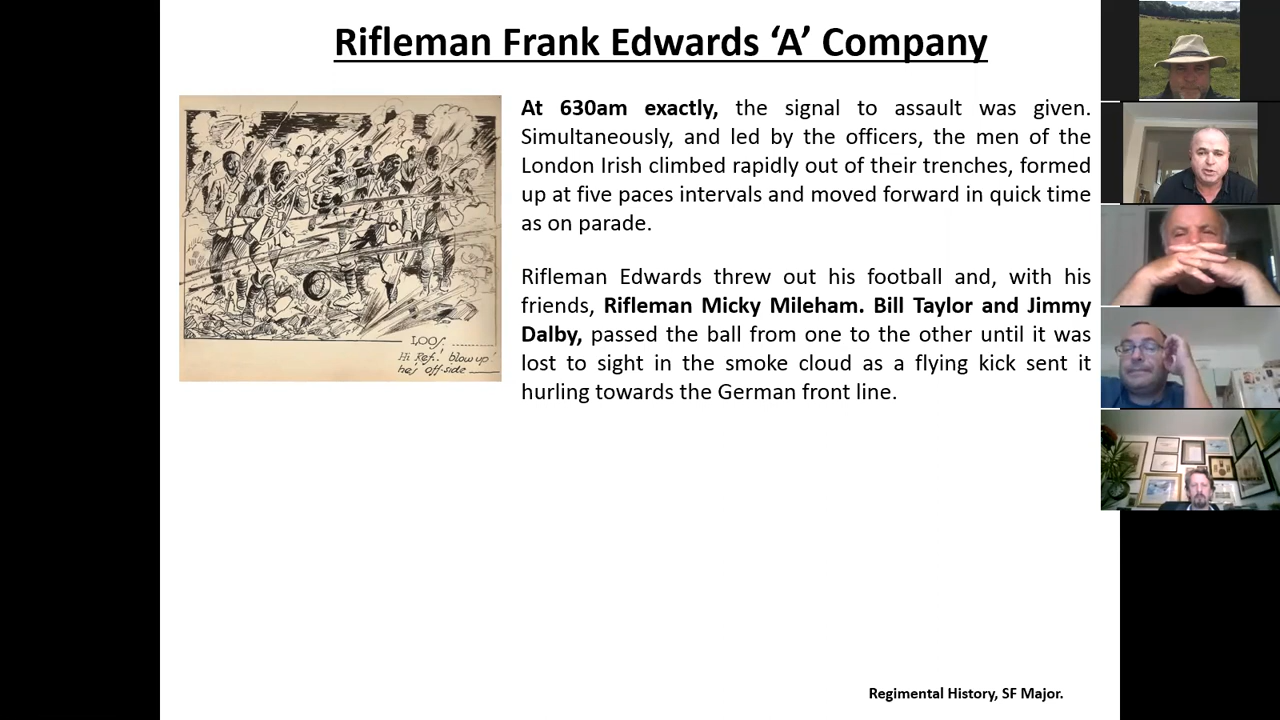 Rifleman Frank Edwards ‘A’ Company
At 630am exactly, the signal to assault was given.
Simultaneously, and led by the officers, the men of the
London Irish climbed rapidly out of their trenches, formed
up at five paces intervals and moved forward in quick time
as on parade.
Rifleman Edwards threw out his football and, with his
friends, Rifleman Micky Mileham. Bill Taylor and Jimmy
Dalby, passed the ball from one to the other until it was
lost to sight in the smoke cloud as a flying kick sent it
hurling towards the German front line.
LOOS.
Hi Ref.! blow up!
he's off-side
Regimental History, SF Major.